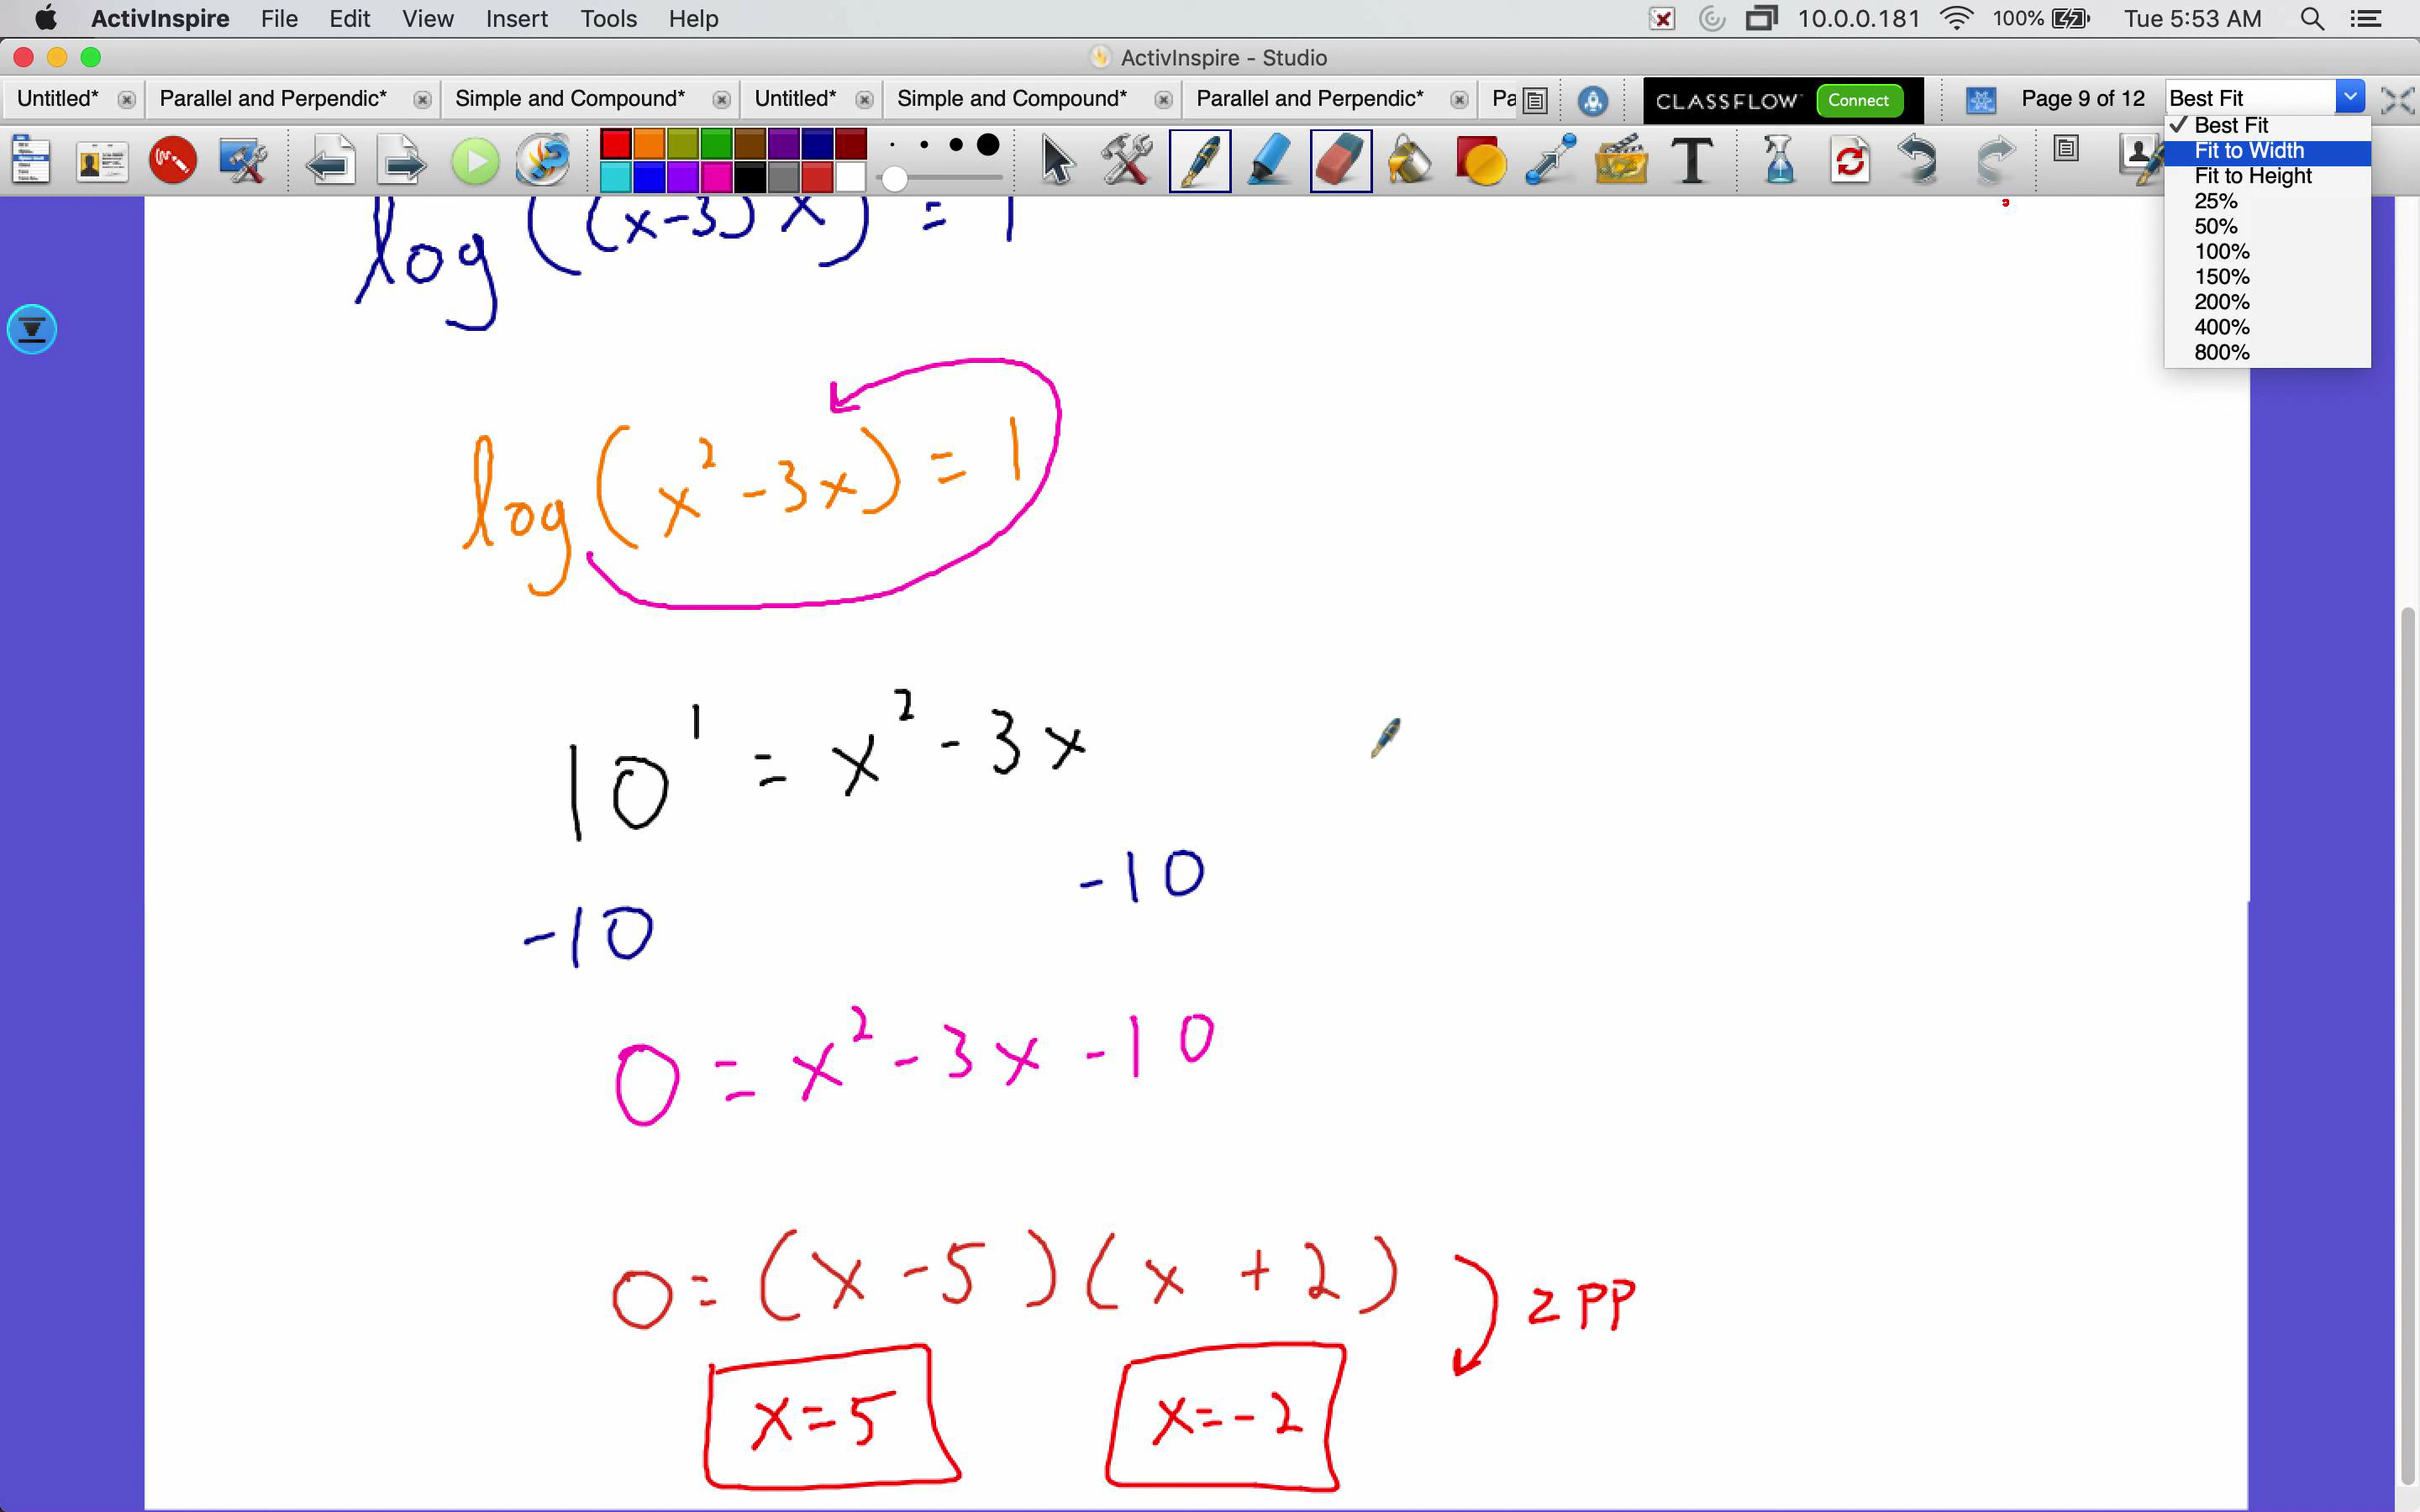 ActivInspire File Edit View Insert Tools Help 10.0.0.181 100% Tue 5:53 AM
ActivInspire - Studio
Untitled* Parallel and Perpendic* Simple and Compound* Untitled* Simple and Compound* Parallel and Perpendic* Pa CLASSFLOW Connect Page 9 of 12 Best Fit
T
✓ Best Fit
Fit to Width
Fit to Height
25%
50%
100%
150%
200%
400%
800%
log ((x-3) x) = 1
log (x² - 3x) = 1
10¹ = x² - 3x
-10 -10
0 = x² - 3x - 10
0 = (x - 5)(x + 2) ZPP
x = 5 x = -2